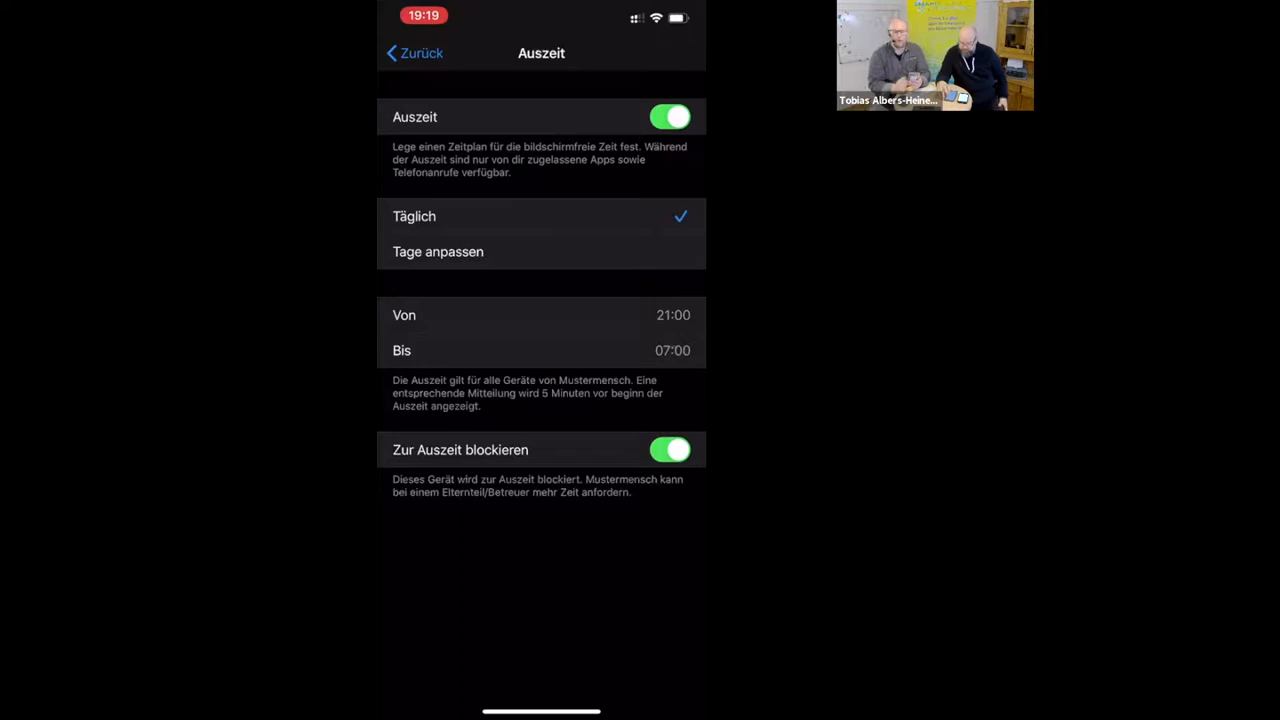 19:19
Zurück
Auszeit
Auszeit
Lege einen Zeitplan für die bildschirmfreie Zeit fest. Während
der Auszeit sind nur von dir zugelassene Apps sowie
Telefonanrufe verfügbar.
Täglich
Tage anpassen
Von 21:00
Bis 07:00
Die Auszeit gilt für alle Geräte von Mustermensch. Eine
entsprechende Mitteilung wird 5 Minuten vor beginn der
Auszeit angezeigt.
Zur Auszeit blockieren
Dieses Gerät wird zur Auszeit blockiert. Mustermensch kann
bei einem Elternteil/Betreuer mehr Zeit anfordern.
Tobias Albers-Heine...